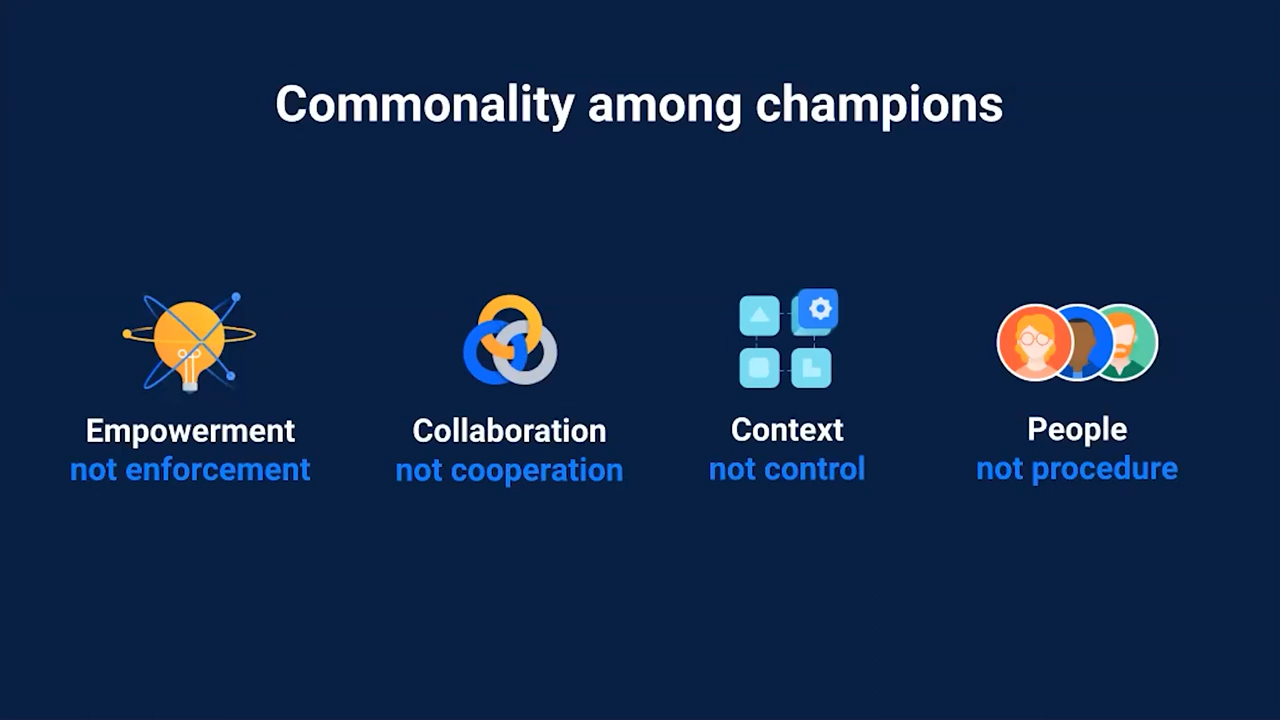 Commonality among champions
Empowerment
not enforcement
Collaboration
not cooperation
Context
not control
People
not procedure